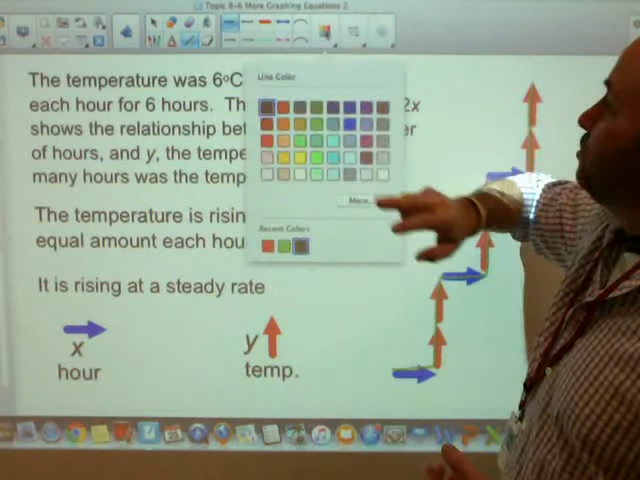 Topic 8-6 More Graphing Equations 2
Line Color
The temperature was 6°C
each hour for 6 hours. Th 2x
shows the relationship bet er
of hours, and y, the tempe
many hours was the temp
More...
The temperature is risin
equal amount each hou
Recent Colors
It is rising at a steady rate
x y
hour temp.